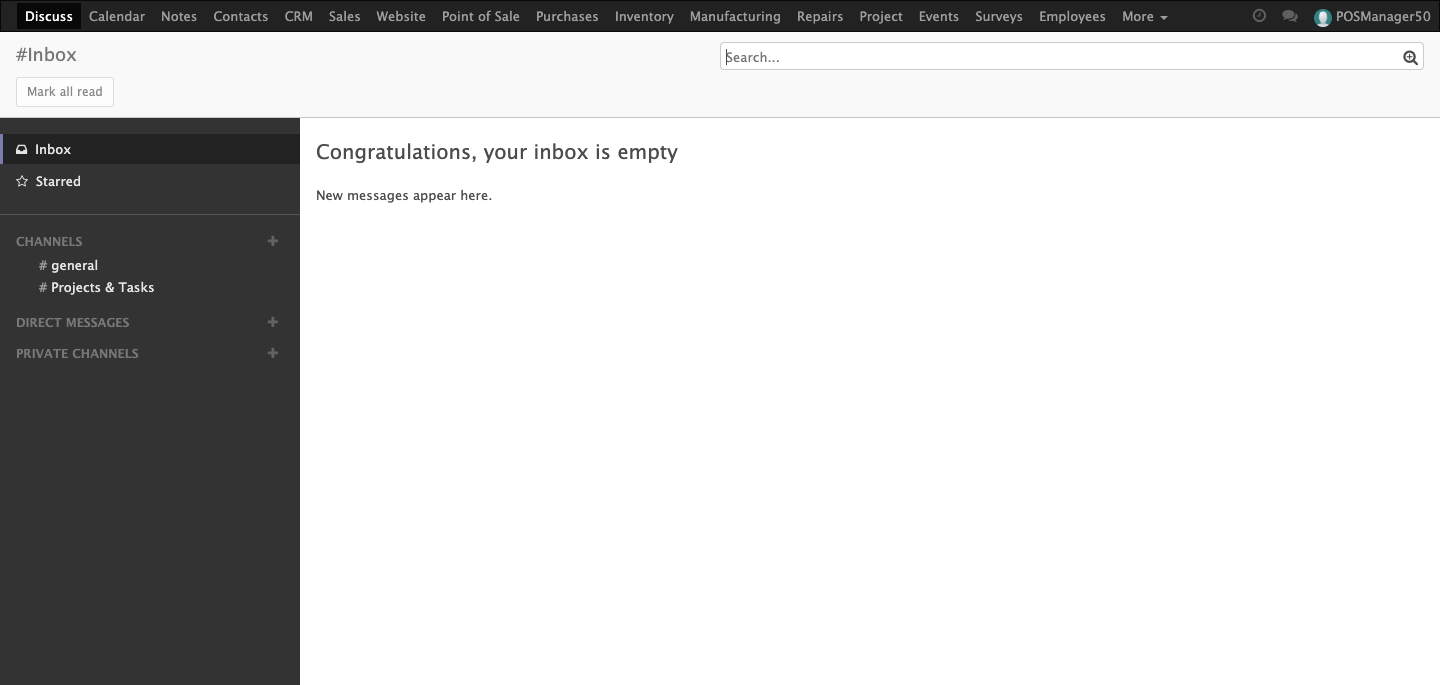 Discuss Calendar Notes Contacts CRM Sales Website Point of Sale Purchases Inventory Manufacturing Repairs Project Events Surveys Employees More POSManager50
#Inbox
Search...
Mark all read
Inbox
Starred
CHANNELS
# general
# Projects & Tasks
DIRECT MESSAGES
PRIVATE CHANNELS
Congratulations, your inbox is empty
New messages appear here.